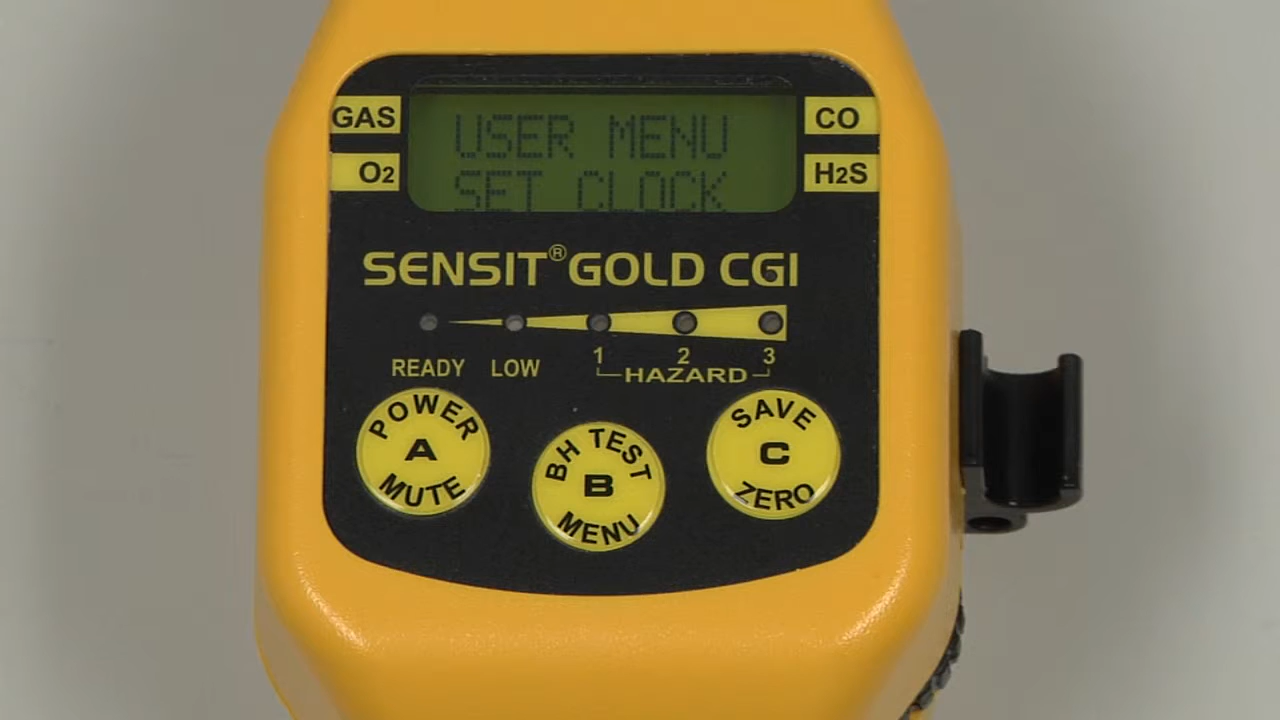 GAS
O2
USER MENU
SET CLOCK
CO
H2S
SENSIT® GOLD CGI
READY LOW 1 2 3
HAZARD
POWER
A
MUTE
BH TEST
B
MENU
SAVE
C
ZERO